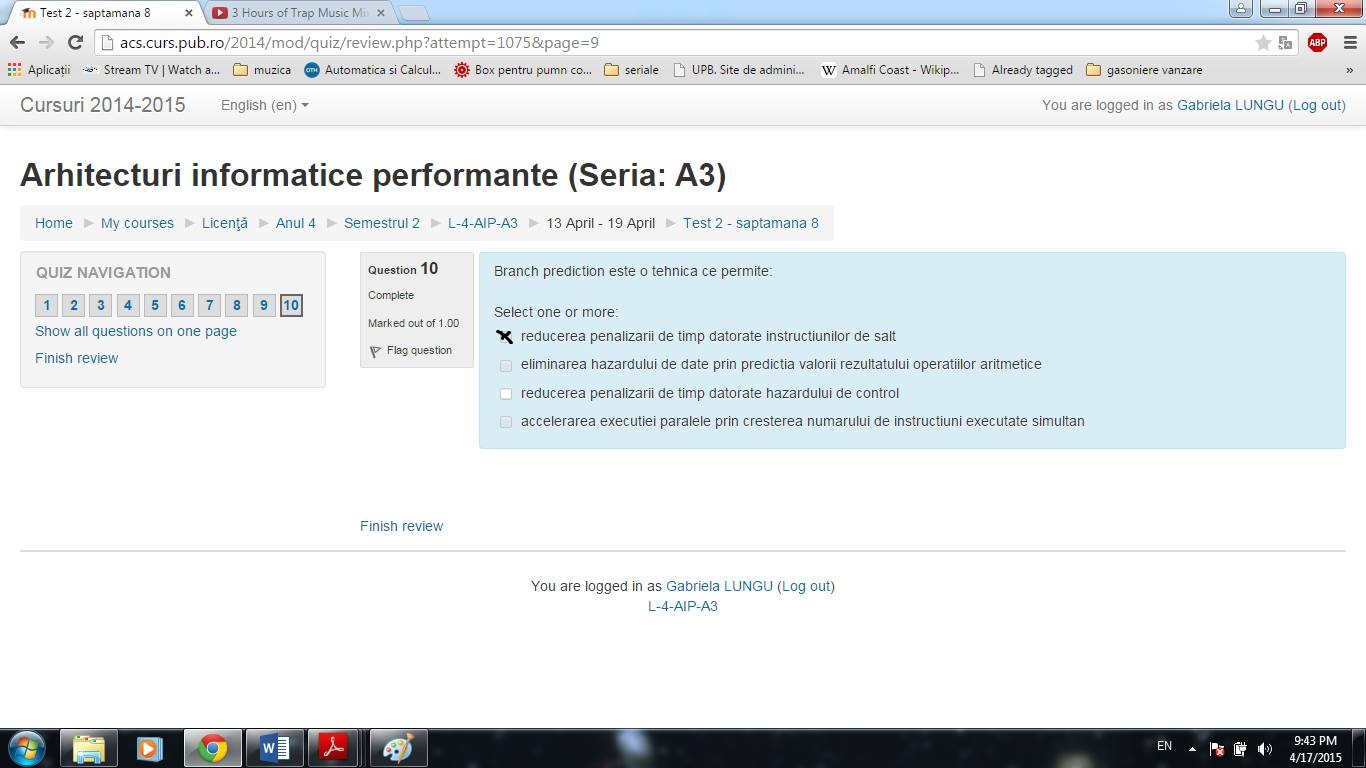 Test 2 - saptamana 8
3 Hours of Trap Music Mi
acs.curs.pub.ro/2014/mod/quiz/review.php?attempt=1075&page=9
ABP
Aplicații
Stream TV | Watch a...
muzica
OTH
Automatica si Calcul...
Box pentru pumn co...
seriale
UPB. Site de admini...
W
Amalfi Coast - Wikip...
Already tagged
gasoniere vanzare
»
Cursuri 2014-2015
English (en)
You are logged in as Gabriela LUNGU (Log out)
Arhitecturi informatice performante (Seria: A3)
Home
My courses
Licenţă
Anul 4
Semestrul 2
L-4-AIP-A3
13 April - 19 April
Test 2 - saptamana 8
QUIZ NAVIGATION
1 2 3 4 5 6 7 8 9 10
Show all questions on one page
Finish review
Question 10
Complete
Marked out of 1.00
Flag question
Branch prediction este o tehnica ce permite:
Select one or more:
reducerea penalizarii de timp datorate instructiunilor de salt
eliminarea hazardului de date prin predictia valorii rezultatului operatiilor aritmetice
reducerea penalizarii de timp datorate hazardului de control
accelerarea executiei paralele prin cresterea numarului de instructiuni executate simultan
Finish review
You are logged in as Gabriela LUNGU (Log out)
L-4-AIP-A3
EN
9:43 PM
4/17/2015